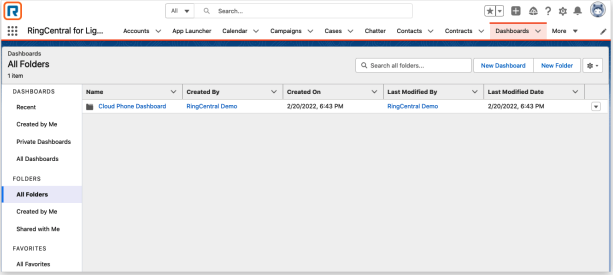 All
Search...
RingCentral for Lig...
Accounts
App Launcher
Calendar
Campaigns
Cases
Chatter
Contacts
Contracts
Dashboards
More
Dashboards
All Folders
1 item
Search all folders...
New Dashboard
New Folder
DASHBOARDS
Recent
Created by Me
Private Dashboards
All Dashboards
FOLDERS
All Folders
Created by Me
Shared with Me
FAVORITES
All Favorites
Name
Created By
Created On
Last Modified By
Last Modified Date
Cloud Phone Dashboard
RingCentral Demo
2/20/2022, 6:43 PM
RingCentral Demo
2/20/2022, 6:43 PM